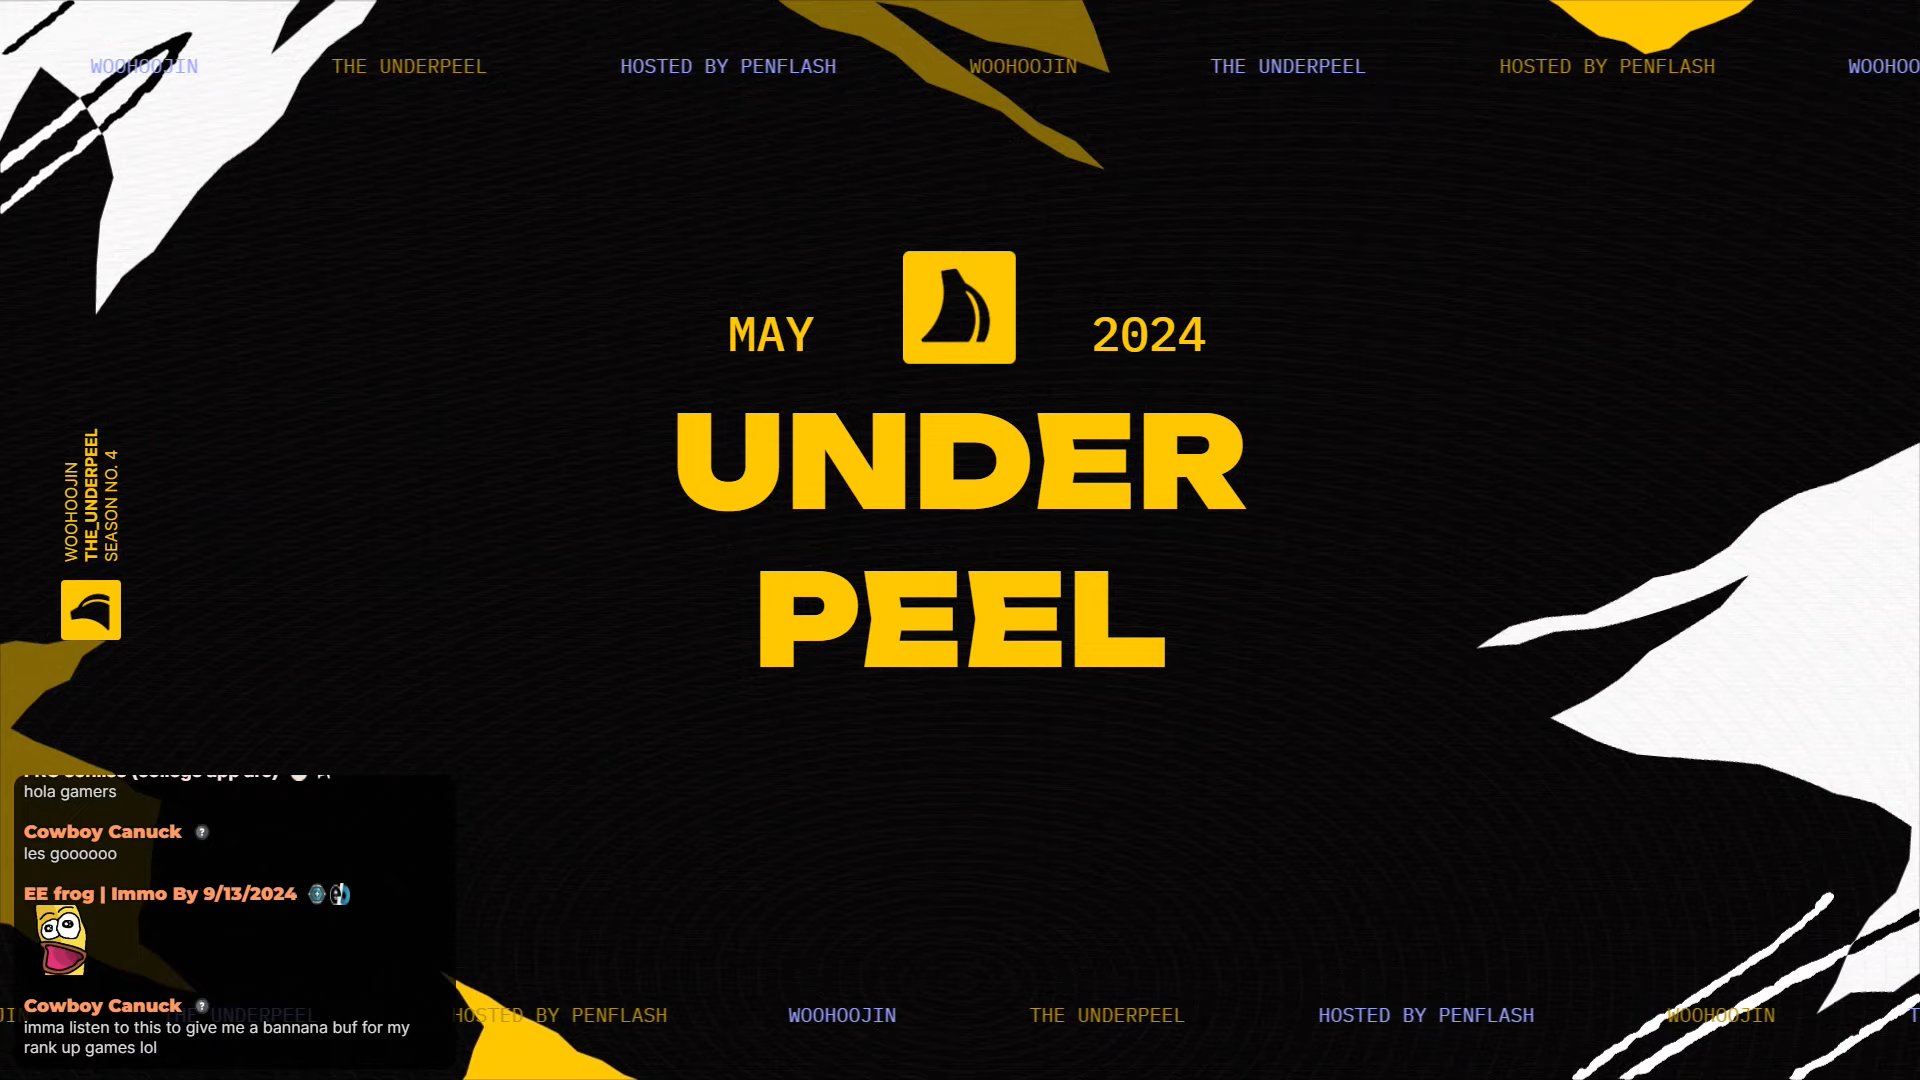 WOOHOOJIN THE UNDERPEEL HOSTED BY PENFLASH WOOHOOJIN THE UNDERPEEL HOSTED BY PENFLASH WOOHOO
MAY 2024
UNDER
PEEL
WOOHOOJIN
THE_UNDERPEEL
SEASON NO. 4
hola gamers
Cowboy Canuck
les goooooo
EE frog | Immo By 9/13/2024
Cowboy Canuck
imma listen to this to give me a bannana buf for my
rank up games lol
THE UNDERPEEL HOSTED BY PENFLASH WOOHOOJIN THE UNDERPEEL HOSTED BY PENFLASH WOOHOOJIN